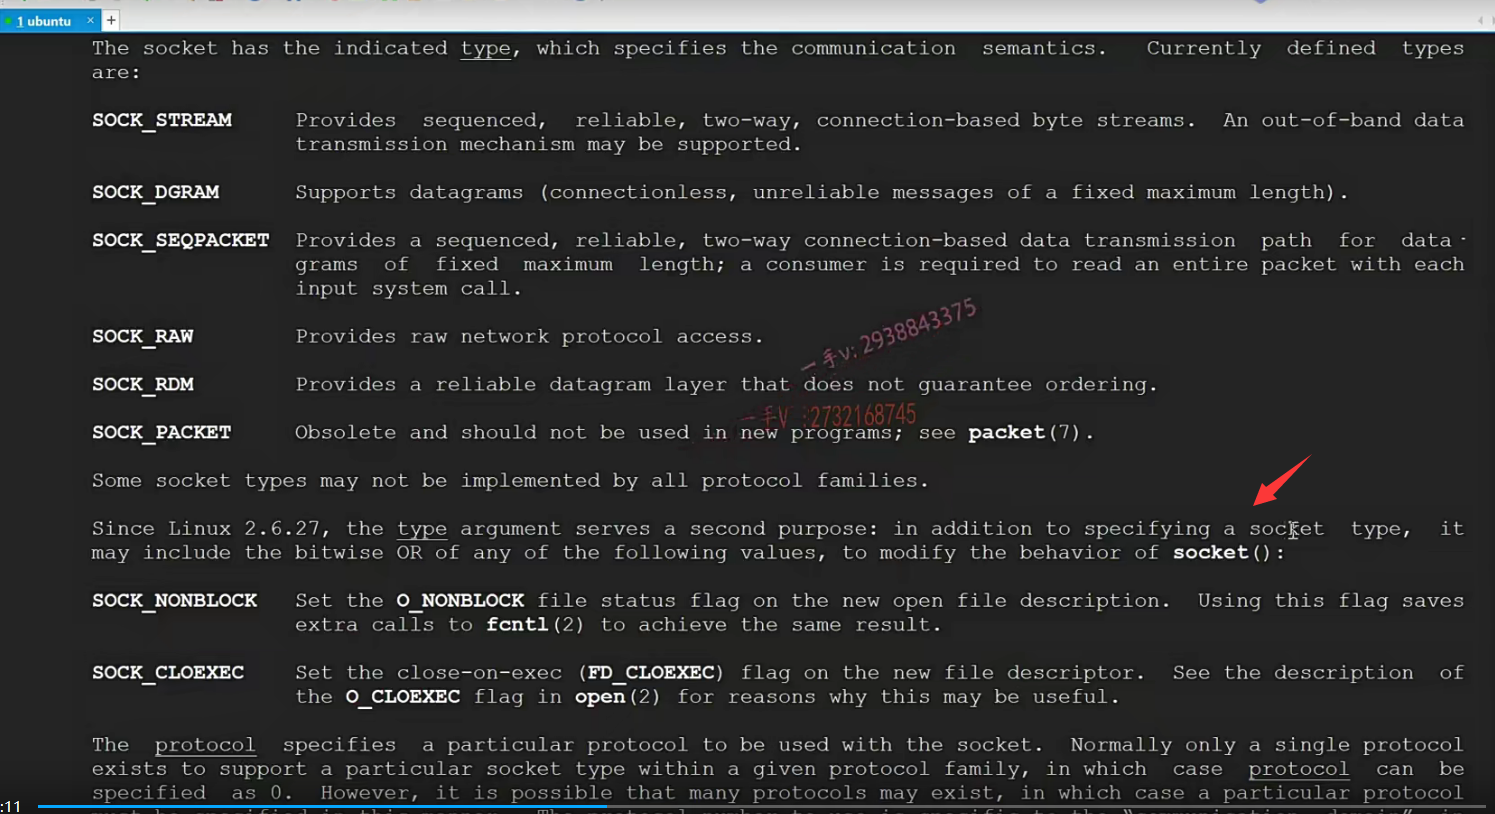 1 ubuntu × +
The socket has the indicated type, which specifies the communication semantics. Currently defined types
are:
SOCK_STREAM Provides sequenced, reliable, two-way, connection-based byte streams. An out-of-band data
transmission mechanism may be supported.
SOCK_DGRAM Supports datagrams (connectionless, unreliable messages of a fixed maximum length).
SOCK_SEQPACKET Provides a sequenced, reliable, two-way connection-based data transmission path for data‐
grams of fixed maximum length; a consumer is required to read an entire packet with each
input system call.
SOCK_RAW Provides raw network protocol access.
一手V: 2938843375
SOCK_RDM Provides a reliable datagram layer that does not guarantee ordering.
一手V :2732168745
SOCK_PACKET Obsolete and should not be used in new programs; see packet(7).
Some socket types may not be implemented by all protocol families.
Since Linux 2.6.27, the type argument serves a second purpose: in addition to specifying a socket type, it
may include the bitwise OR of any of the following values, to modify the behavior of socket():
SOCK_NONBLOCK Set the O_NONBLOCK file status flag on the new open file description. Using this flag saves
extra calls to fcntl(2) to achieve the same result.
SOCK_CLOEXEC Set the close-on-exec (FD_CLOEXEC) flag on the new file descriptor. See the description of
the O_CLOEXEC flag in open(2) for reasons why this may be useful.
The protocol specifies a particular protocol to be used with the socket. Normally only a single protocol
exists to support a particular socket type within a given protocol family, in which case protocol can be
specified as 0. However, it is possible that many protocols may exist, in which case a particular protocol
:11